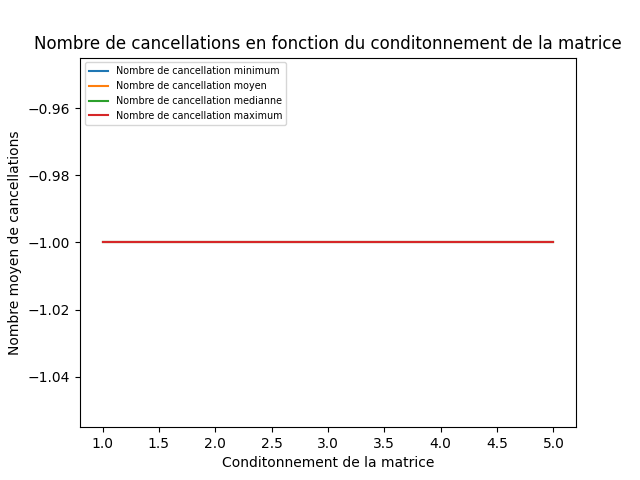 Nombre de cancellations en fonction du conditonnement de la matrice
Nombre de cancellation minimum
Nombre de cancellation moyen
Nombre de cancellation medianne
Nombre de cancellation maximum
Nombre moyen de cancellations
−0.96
−0.98
−1.00
−1.02
−1.04
1.0 1.5 2.0 2.5 3.0 3.5 4.0 4.5 5.0
Conditonnement de la matrice